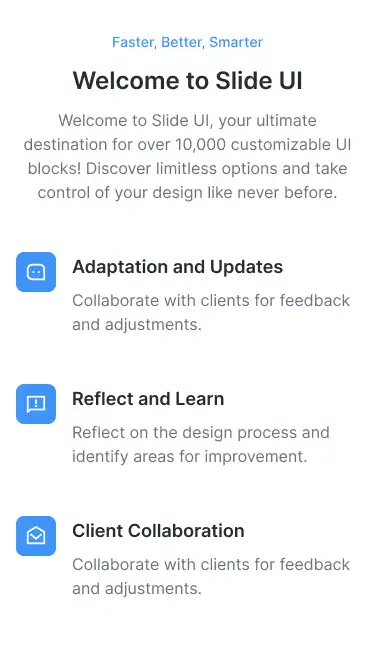 Faster, Better, Smarter
Welcome to Slide UI
Welcome to Slide UI, your ultimate
destination for over 10,000 customizable UI
blocks! Discover limitless options and take
control of your design like never before.
Adaptation and Updates
Collaborate with clients for feedback
and adjustments.
Reflect and Learn
Reflect on the design process and
identify areas for improvement.
Client Collaboration
Collaborate with clients for feedback
and adjustments.